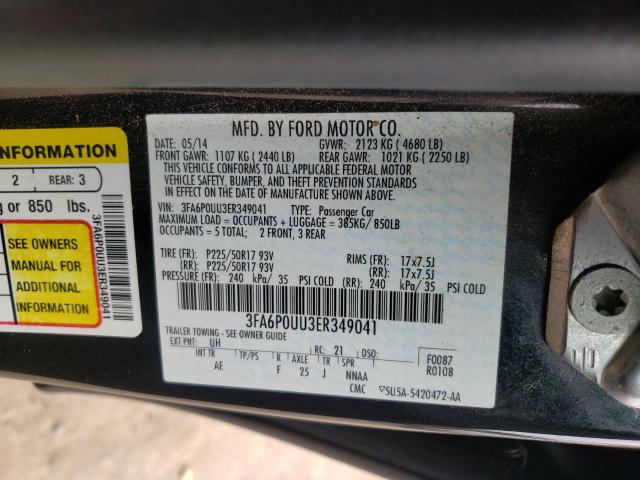 INFORMATION
2 REAR: 3
or 850 lbs.
SEE OWNERS
MANUAL FOR
ADDITIONAL
INFORMATION
3FA6P0UU3ER349041
MFD. BY FORD MOTOR CO.
DATE: 05/14 GVWR: 2123 KG ( 4680 LB)
FRONT GAWR: 1107 KG ( 2440 LB) REAR GAWR: 1021 KG ( 2250 LB)
THIS VEHICLE CONFORMS TO ALL APPLICABLE FEDERAL MOTOR
VEHICLE SAFETY, BUMPER, AND THEFT PREVENTION STANDARDS
IN EFFECT ON THE DATE OF MANUFACTURE SHOWN ABOVE.
VIN: 3FA6P0UU3ER349041 TYPE: Passenger Car
MAXIMUM LOAD = OCCUPANTS + LUGGAGE = 385KG/ 850LB
OCCUPANTS = 5 TOTAL; 2 FRONT, 3 REAR
TIRE (FR): P225/50R17 93V RIMS (FR): 17x7.5J
(RR): P225/50R17 93V (RR): 17x7.5J
PRESSURE (FR): 240 kPa/ 35 PSI COLD (RR): 240 kPa/ 35 PSI COLD
3FA6P0UU3ER349041
TRAILER TOWING - SEE OWNER GUIDE
EXT PNT: UH RC: 21 DSO: F0087
INT TR TP/PS R AXLE TR SPR R0108
AE F 25 J NNAA
CMC 5U5A-5420472-AA